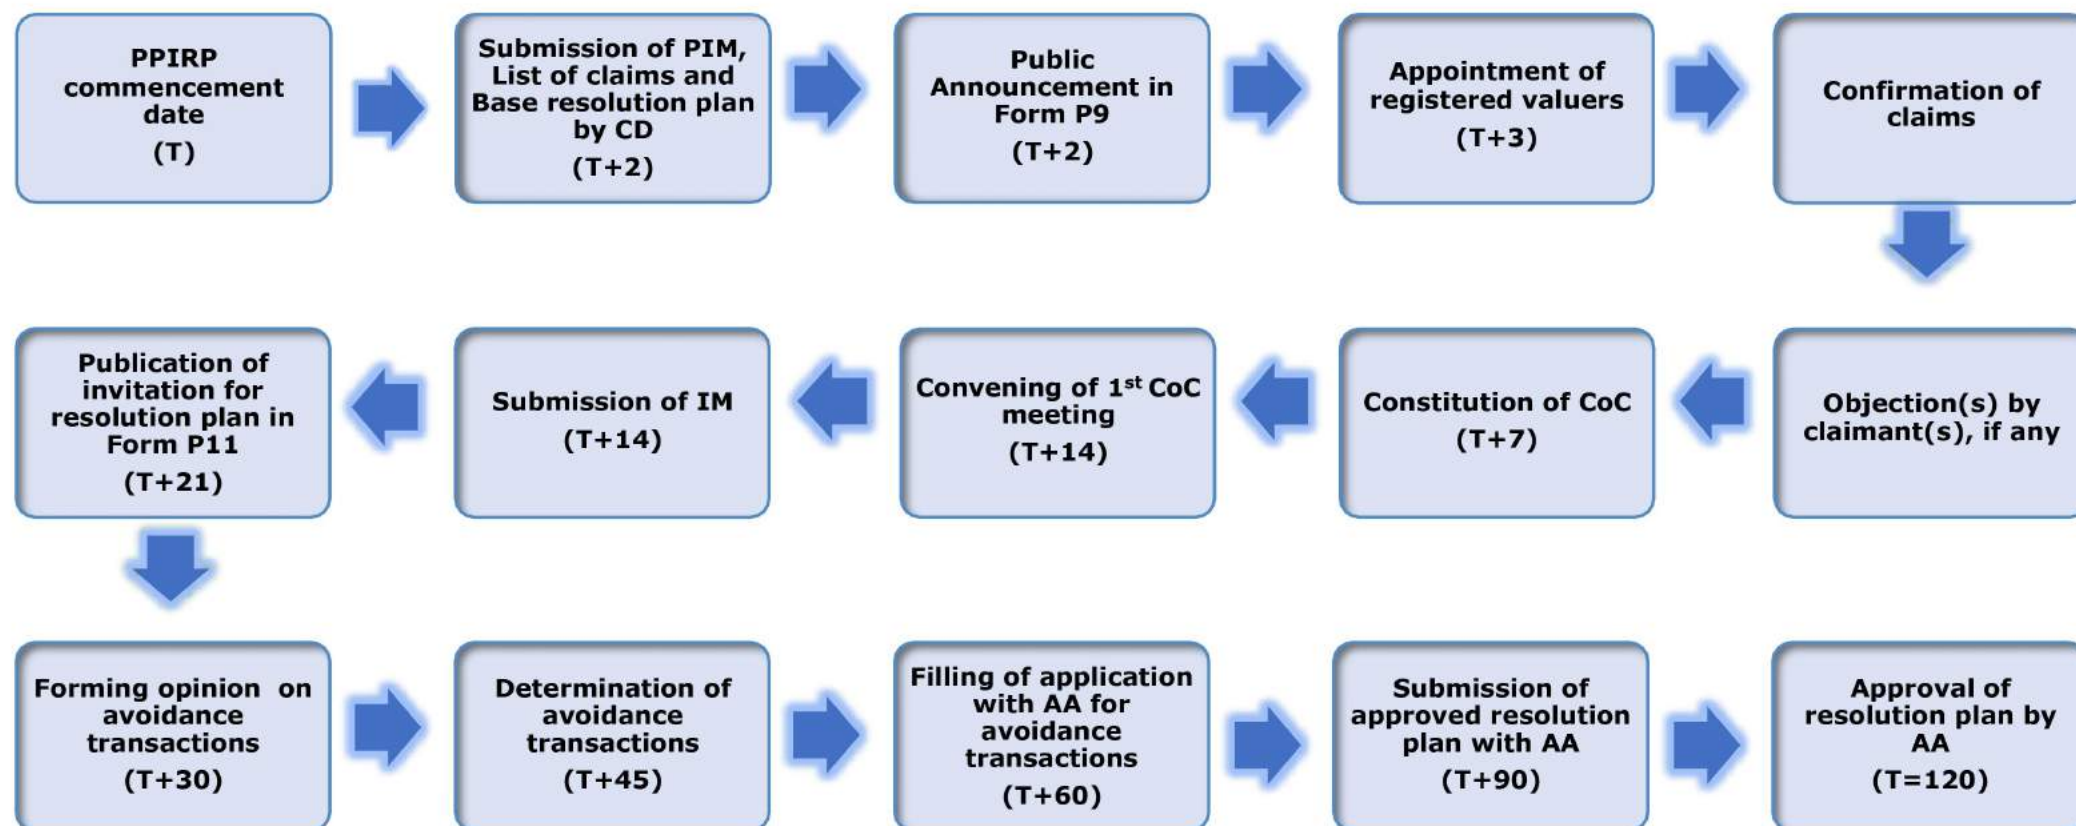 PPIRP
commencement
date
(T)
Submission of PIM,
List of claims and
Base resolution plan
by CD
(T+2)
Public
Announcement in
Form P9
(T+2)
Appointment of
registered valuers
(T+3)
Confirmation of
claims
Objection(s) by
claimant(s), if any
Constitution of CoC
(T+7)
Convening of 1st CoC
meeting
(T+14)
Submission of IM
(T+14)
Publication of
invitation for
resolution plan in
Form P11
(T+21)
Forming opinion on
avoidance
transactions
(T+30)
Determination of
avoidance
transactions
(T+45)
Filling of application
with AA for
avoidance
transactions
(T+60)
Submission of
approved resolution
plan with AA
(T+90)
Approval of
resolution plan by
AA
(T=120)